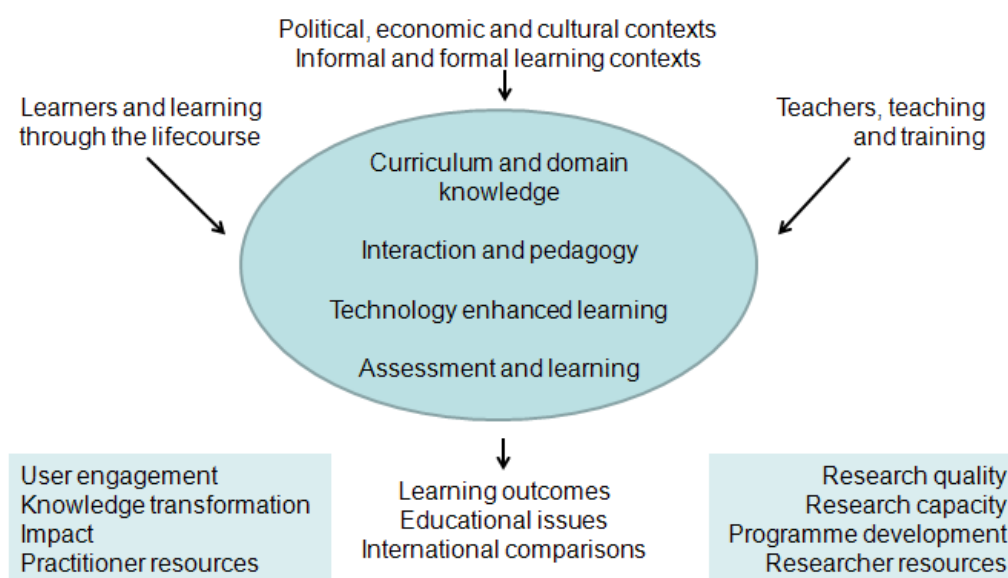 Political, economic and cultural contexts
Informal and formal learning contexts
Learners and learning
through the lifecourse
Teachers, teaching
and training
Curriculum and domain
knowledge
Interaction and pedagogy
Technology enhanced learning
Assessment and learning
User engagement
Knowledge transformation
Impact
Practitioner resources
Learning outcomes
Educational issues
International comparisons
Research quality
Research capacity
Programme development
Researcher resources